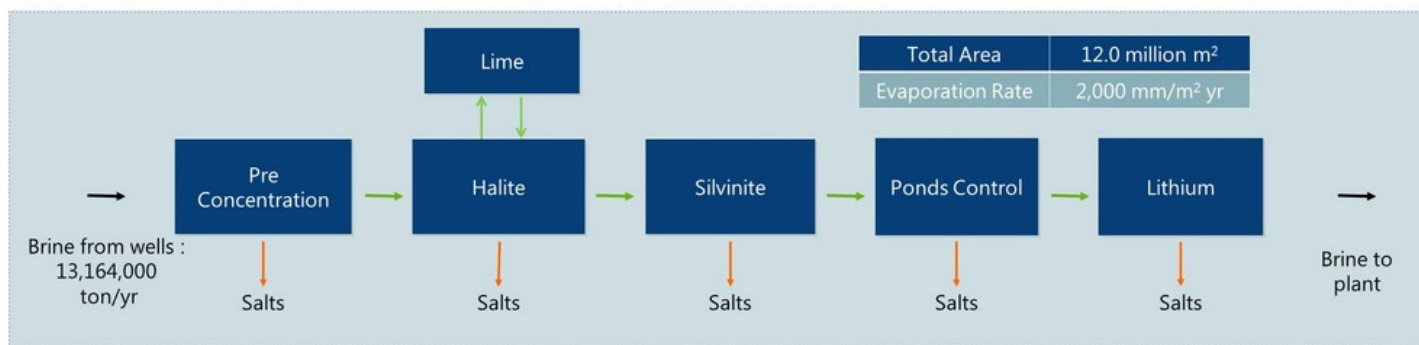 Lime
Total Area 12.0 million m²
Evaporation Rate 2,000 mm/m² yr
Pre
Concentration
Halite
Silvinite
Ponds Control
Lithium
Brine from wells :
13,164,000
ton/yr
Salts
Salts
Salts
Salts
Salts
Brine to
plant